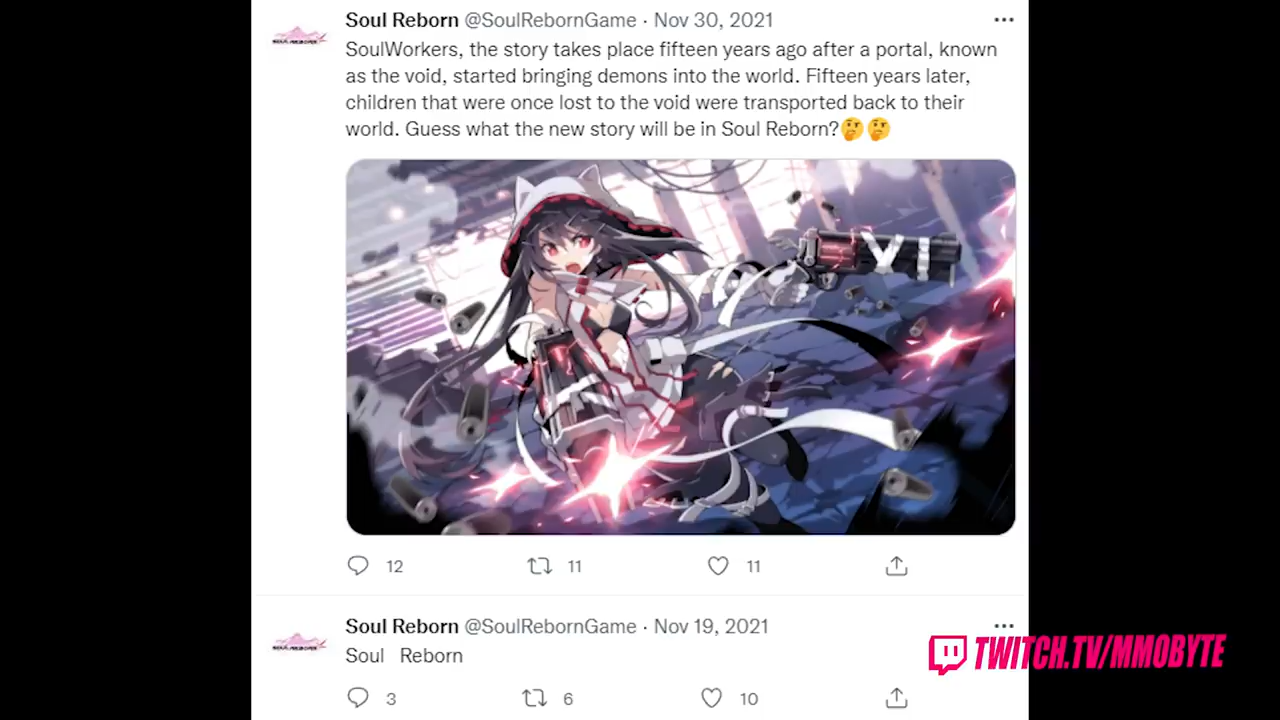 Soul Reborn @SoulRebornGame · Nov 30, 2021
SoulWorkers, the story takes place fifteen years ago after a portal, known
as the void, started bringing demons into the world. Fifteen years later,
children that were once lost to the void were transported back to their
world. Guess what the new story will be in Soul Reborn?🤔🤔
VI
12 11 11
Soul Reborn @SoulRebornGame · Nov 19, 2021
Soul Reborn
3 6 10
TWITCH.TV/MMOBYTE